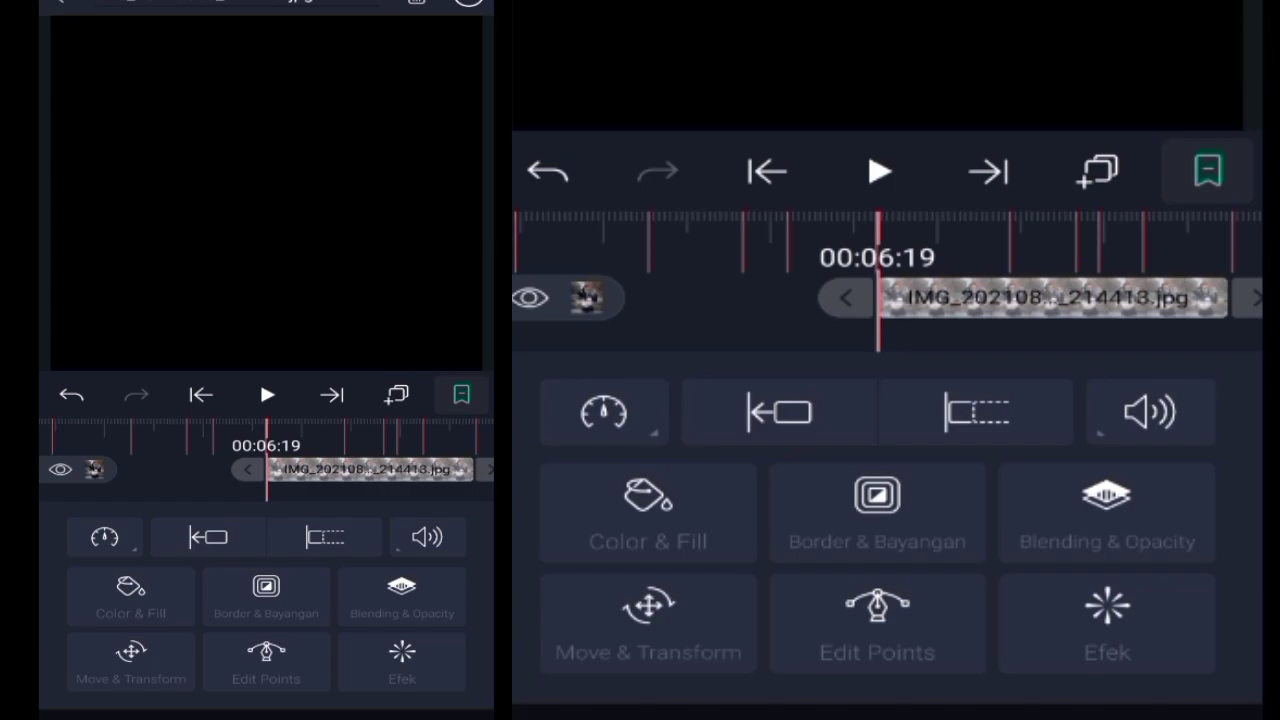 00:06:19
IMG_202108..._214413.jpg
Color & Fill
Border & Bayangan
Blending & Opacity
Move & Transform
Edit Points
Efek
00:06:19
IMG_202108..._214413.jpg
Color & Fill
Border & Bayangan
Blending & Opacity
Move & Transform
Edit Points
Efek